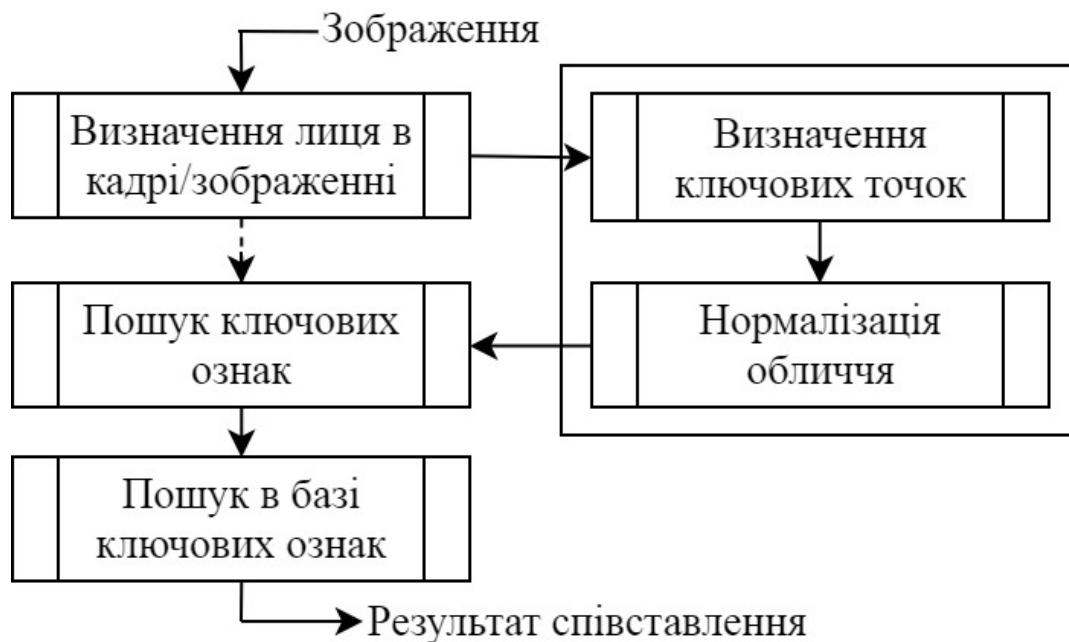 Зображення
Визначення лиця в
кадрі/зображенні
Визначення
ключових точок
Пошук ключових
ознак
Нормалізація
обличчя
Пошук в базі
ключових ознак
Результат співставлення